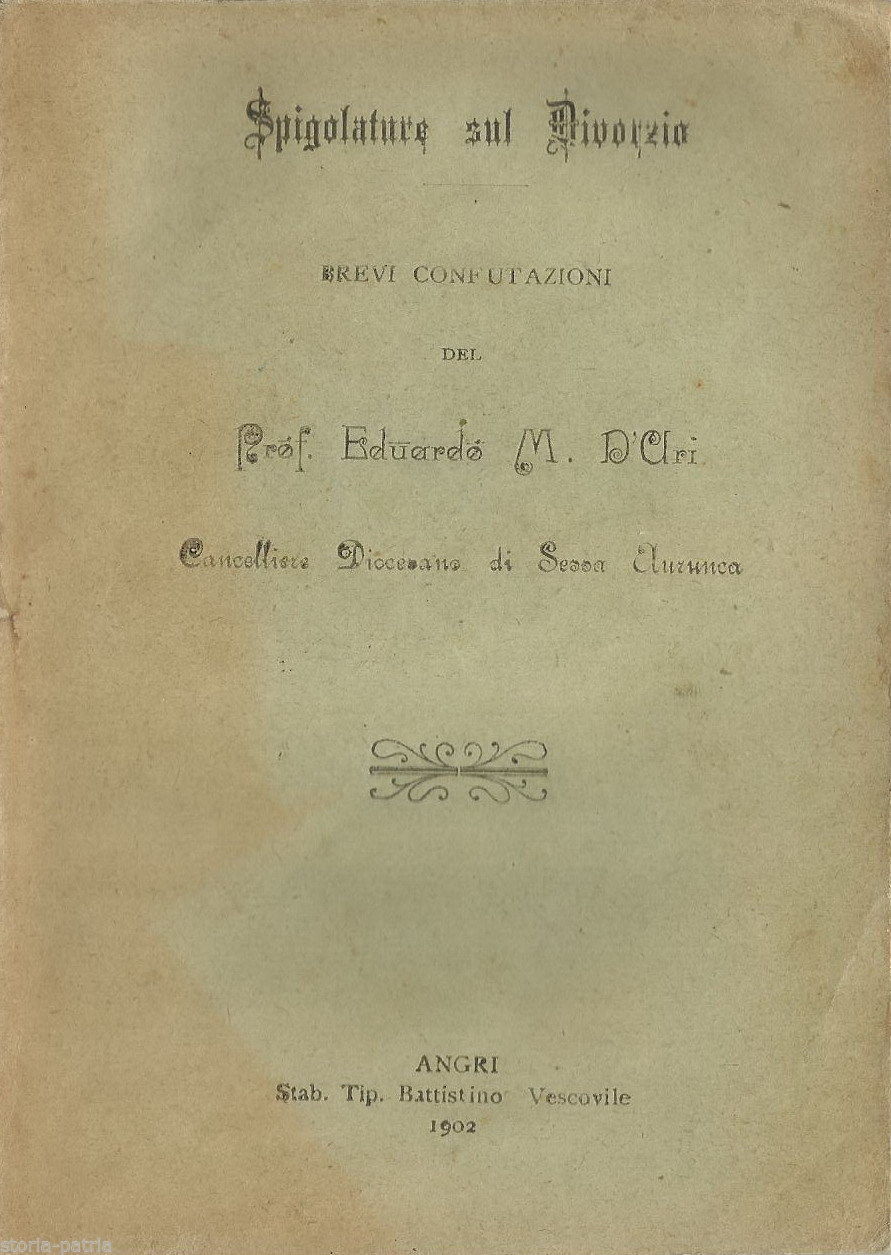 Spigolature sul Divorzio
BREVI CONFUTAZIONI
DEL
Prof. Eduardo M. D'Uri
Cancelliere Diocesano di Sessa Aurunca
ANGRI
Stab. Tip. Battistino Vescovile
1902
storia-patria